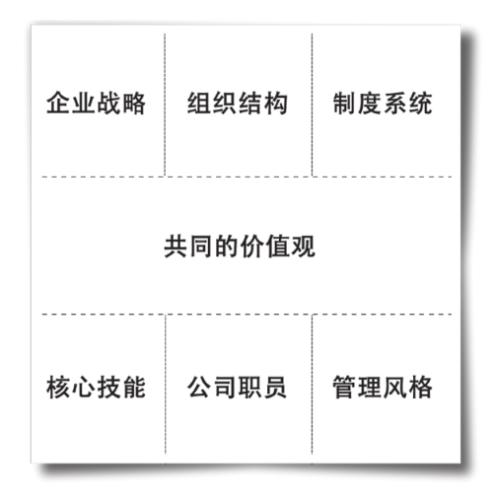 企业战略
组织结构
制度系统
共同的价值观
核心技能
公司职员
管理风格